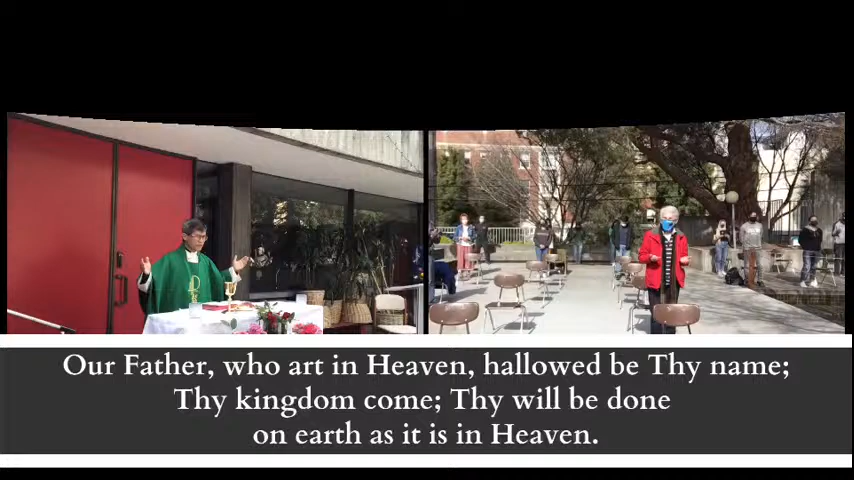 Our Father, who art in Heaven, hallowed be Thy name;
Thy kingdom come; Thy will be done
on earth as it is in Heaven.